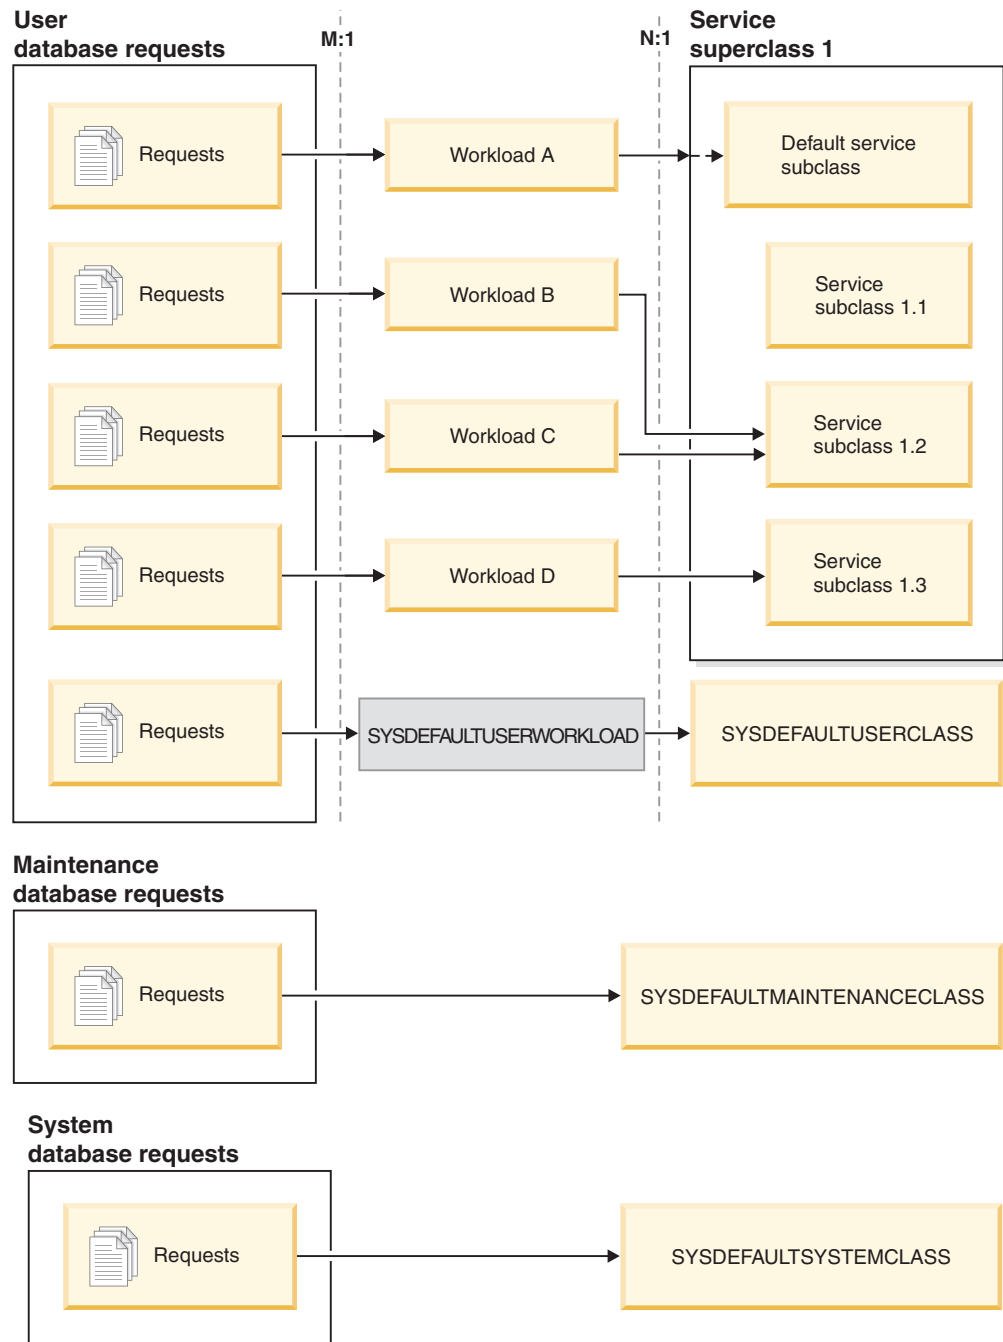 User
database requests
M:1
N:1
Service
superclass 1
Requests
Workload A
Default service
subclass
Requests
Workload B
Service
subclass 1.1
Requests
Workload C
Service
subclass 1.2
Requests
Workload D
Service
subclass 1.3
Requests
SYSDEFAULTUSERWORKLOAD
SYSDEFAULTUSERCLASS
Maintenance
database requests
Requests
SYSDEFAULTMAINTENANCECLASS
System
database requests
Requests
SYSDEFAULTSYSTEMCLASS